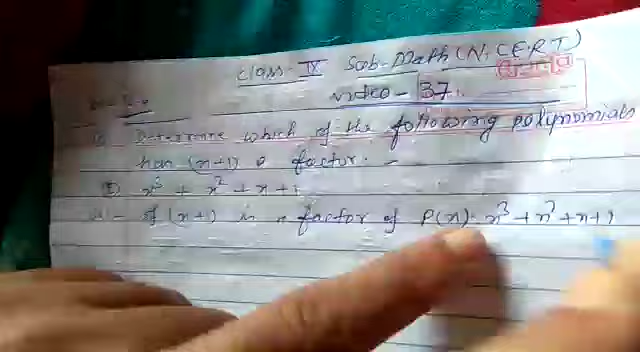 Class - IX Sub - Math (N.C.E.R.T)
video - 37.
Determine which of the following polynomials
has (x+1) a factor: -
x³ + x² + x + 1
If (x+1) is a factor of P(x) = x³ + x² + x + 1